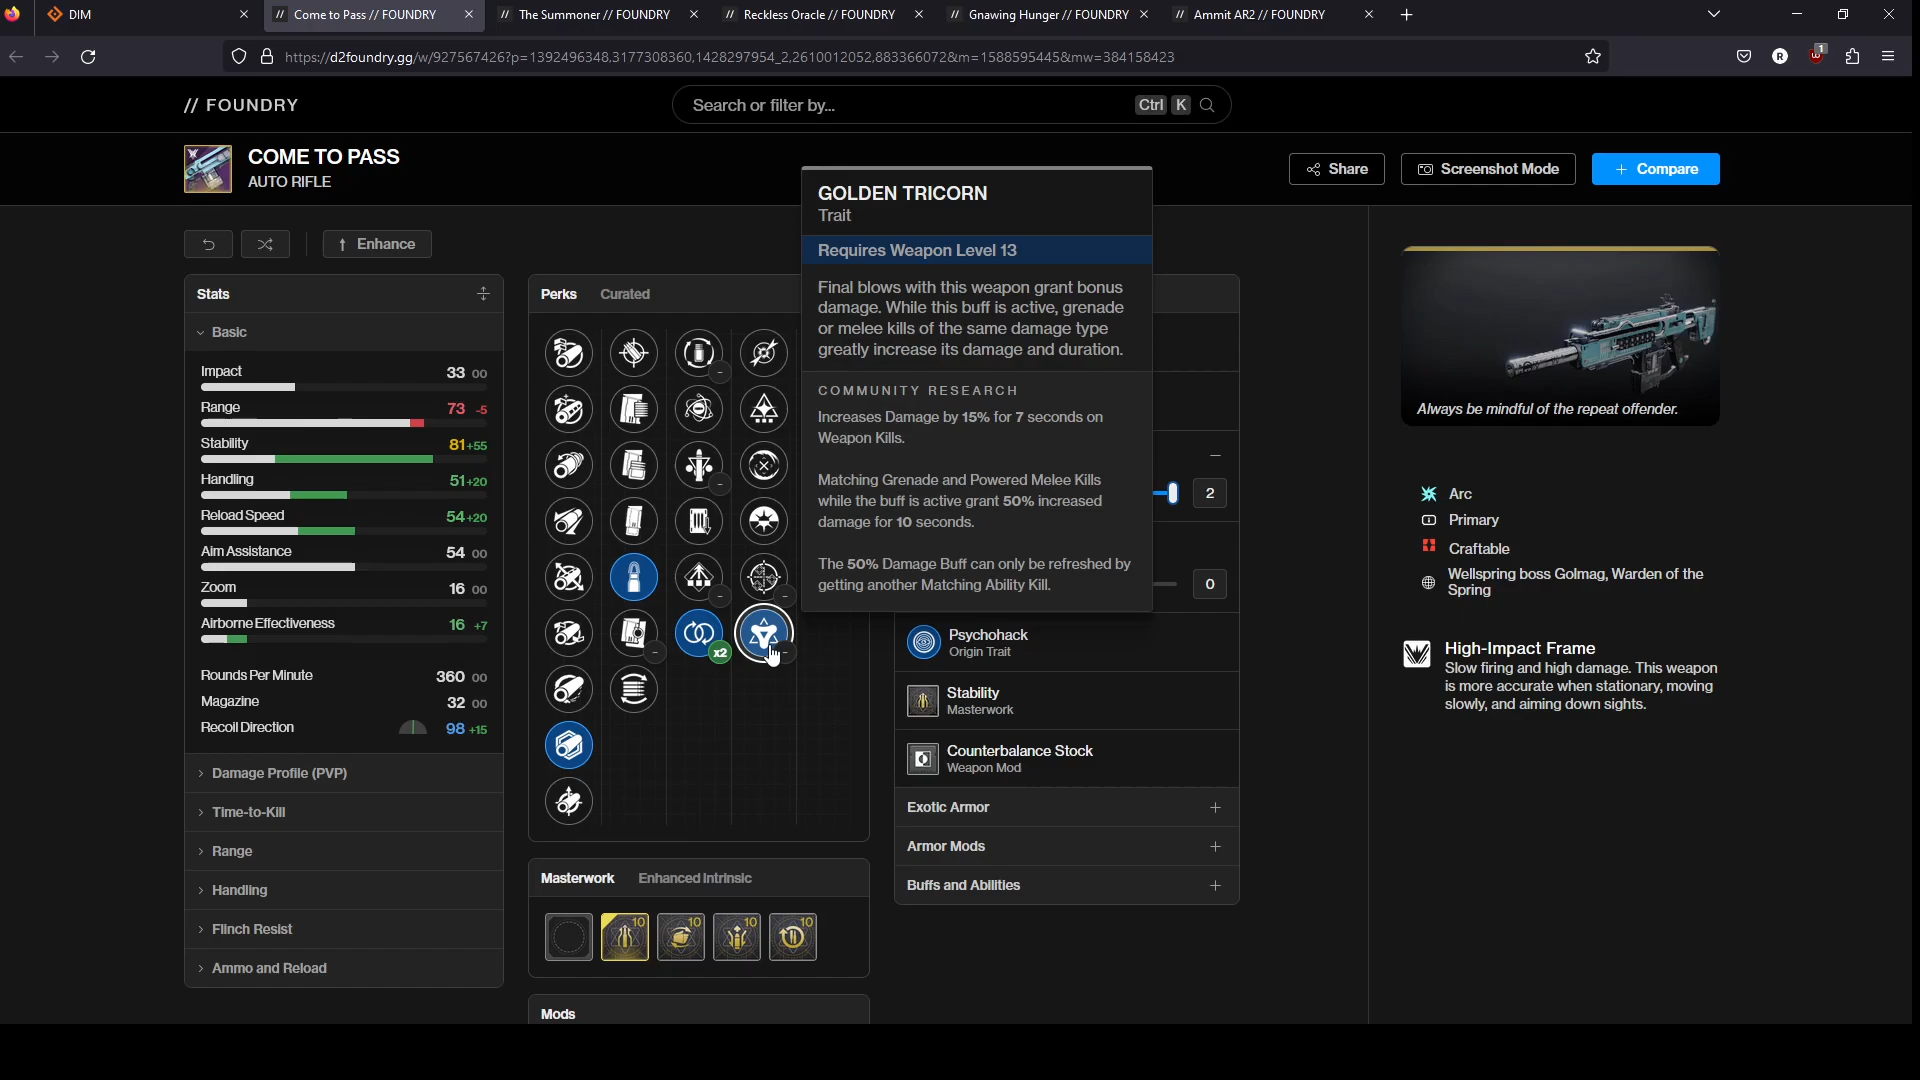 DIM
// Come to Pass // FOUNDRY
// The Summoner // FOUNDRY
// Reckless Oracle // FOUNDRY
// Gnawing Hunger // FOUNDRY
// Ammit AR2 // FOUNDRY
https://d2foundry.gg/w/927567426?p=1392496348,3177308360,1428297954_2,2610012052,883366072&m=1588595445&mw=384158423
R
1
// FOUNDRY
Search or filter by...
Ctrl K
COME TO PASS
AUTO RIFLE
Share
Screenshot Mode
+ Compare
Enhance
Stats
Basic
Impact 33 00
Range 73 -5
Stability 81 +55
Handling 51 +20
Reload Speed 54 +20
Aim Assistance 54 00
Zoom 16 00
Airborne Effectiveness 16 +7
Rounds Per Minute 360 00
Magazine 32 00
Recoil Direction 98 +15
Damage Profile (PVP)
Time-to-Kill
Range
Handling
Flinch Resist
Ammo and Reload
Perks Curated
x2
Masterwork Enhanced Intrinsic
10 10 10 10
Mods
GOLDEN TRICORN
Trait
Requires Weapon Level 13
Final blows with this weapon grant bonus
damage. While this buff is active, grenade
or melee kills of the same damage type
greatly increase its damage and duration.
COMMUNITY RESEARCH
Increases Damage by 15% for 7 seconds on
Weapon Kills.
Matching Grenade and Powered Melee Kills
while the buff is active grant 50% increased
damage for 10 seconds.
The 50% Damage Buff can only be refreshed by
getting another Matching Ability Kill.
2
0
Psychohack
Origin Trait
Stability
Masterwork
Counterbalance Stock
Weapon Mod
Exotic Armor +
Armor Mods +
Buffs and Abilities +
Always be mindful of the repeat offender.
Arc
Primary
Craftable
Wellspring boss Golmag, Warden of the
Spring
High-Impact Frame
Slow firing and high damage. This weapon
is more accurate when stationary, moving
slowly, and aiming down sights.